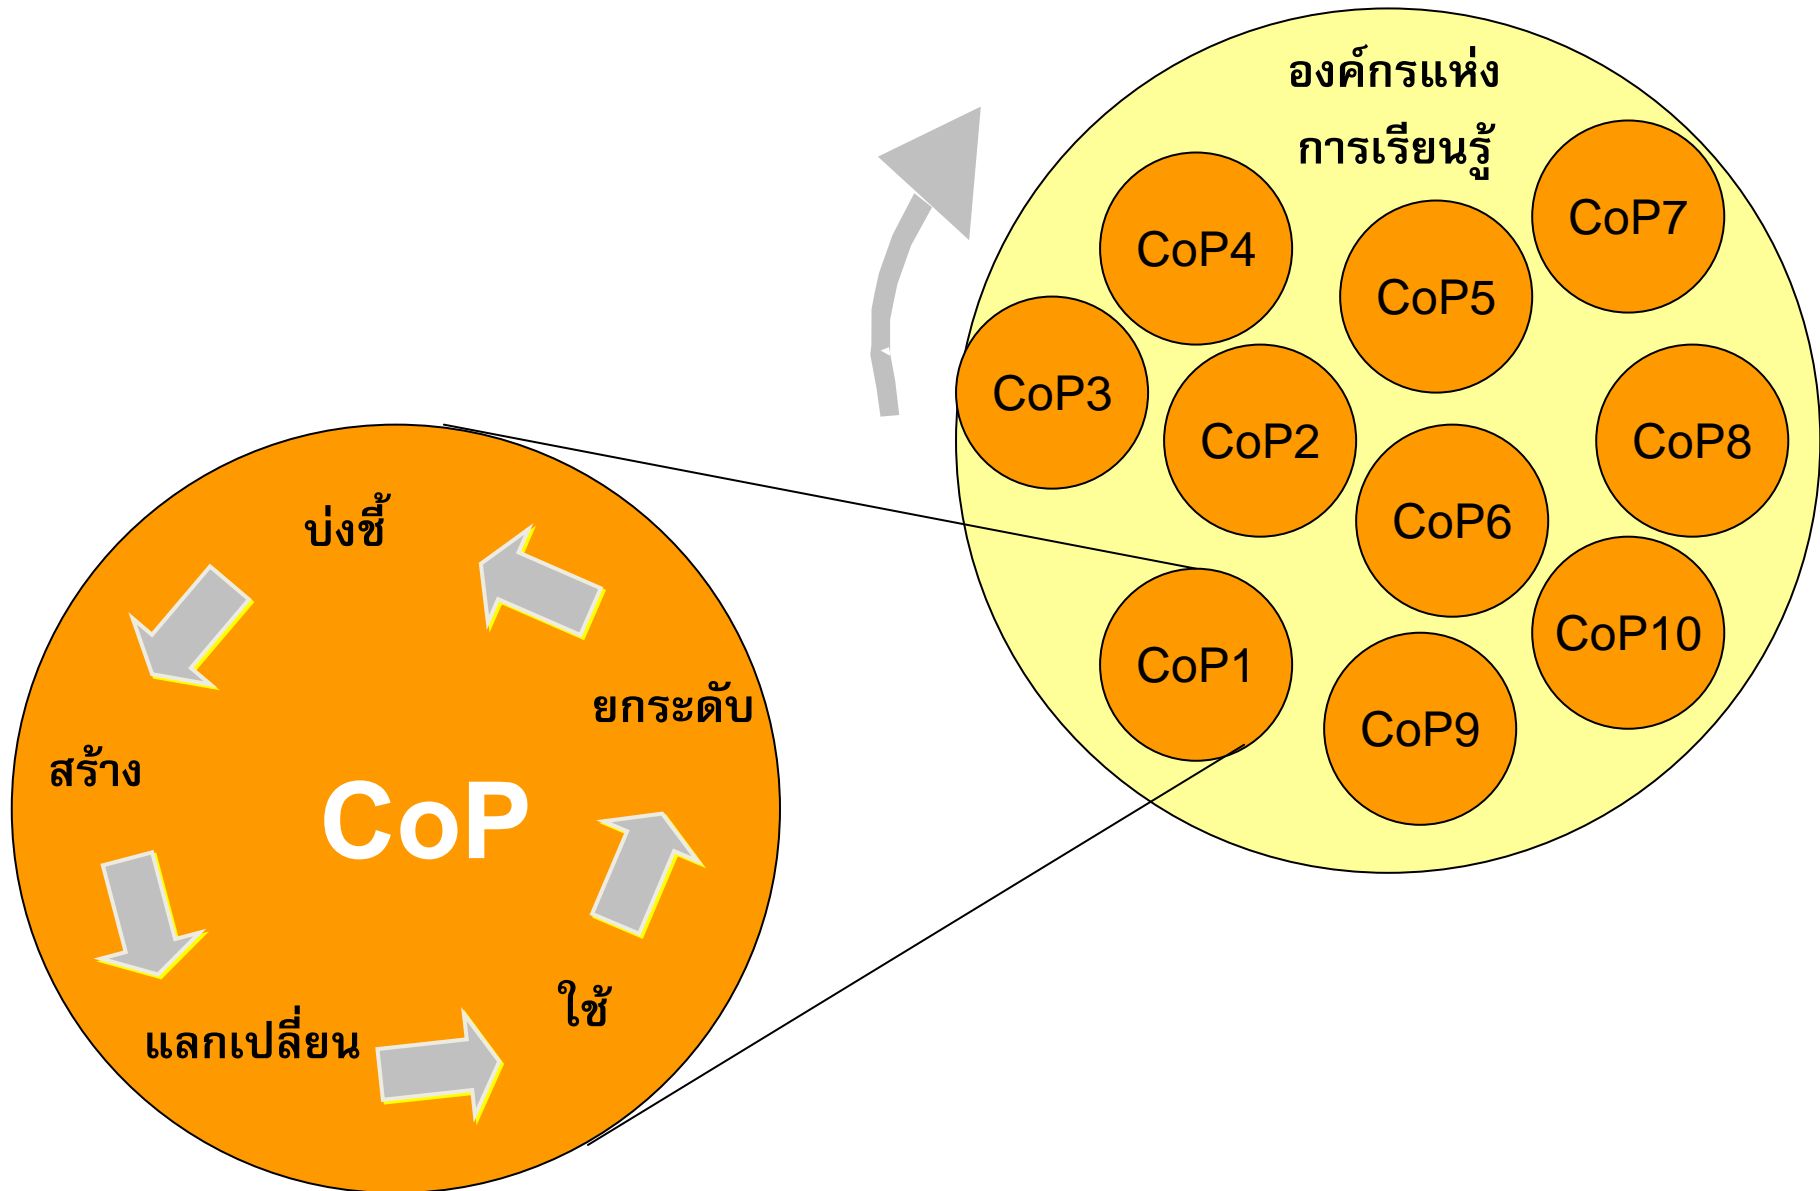 องค์กรแห่ง
การเรียนรู้
CoP7
CoP4
CoP5
CoP3
CoP2
CoP8
CoP6
CoP10
CoP1
CoP9
บ่งชี้
ยกระดับ
สร้าง
CoP
ใช้
แลกเปลี่ยน